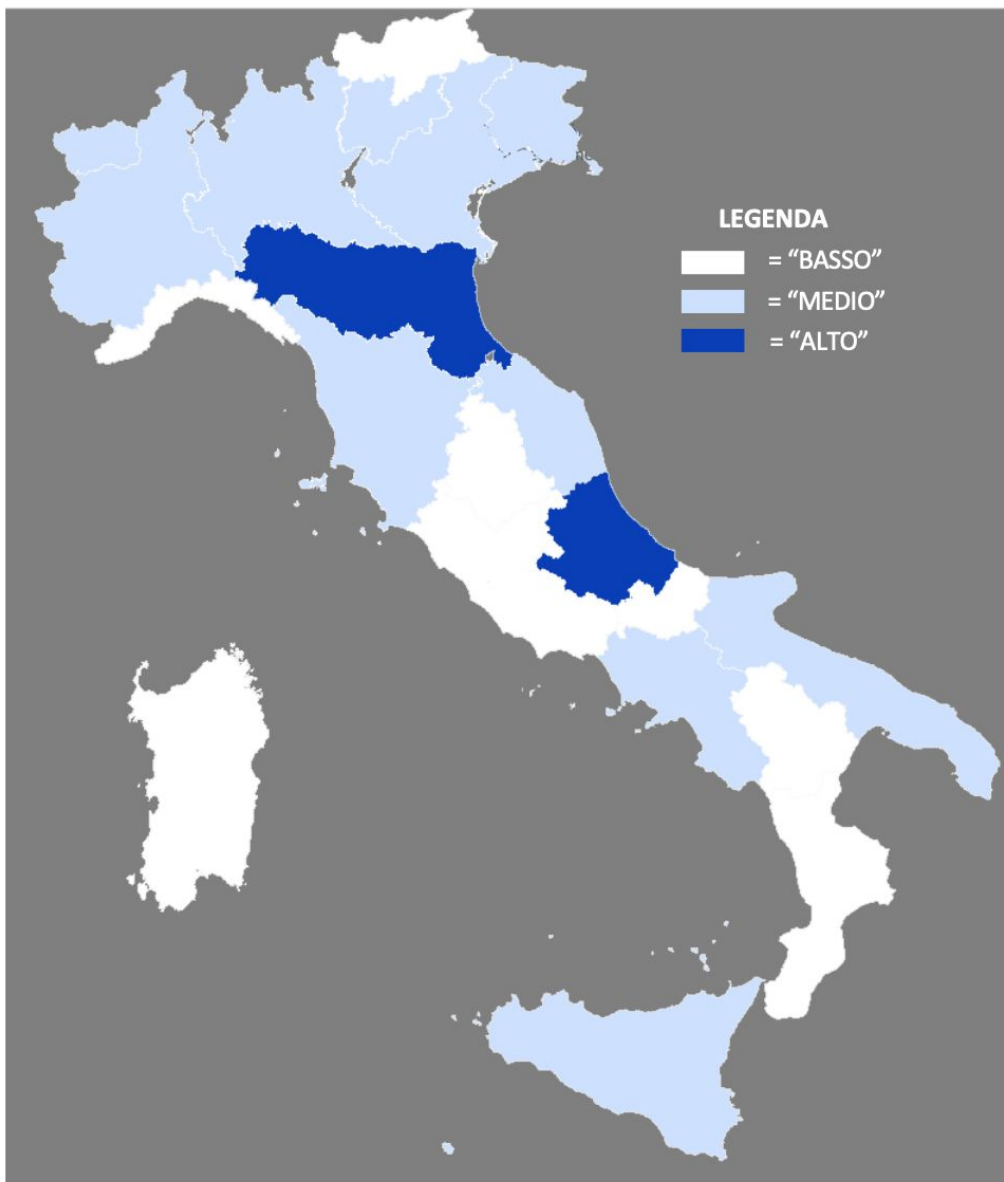 LEGENDA
= “BASSO”
= “MEDIO”
= “ALTO”